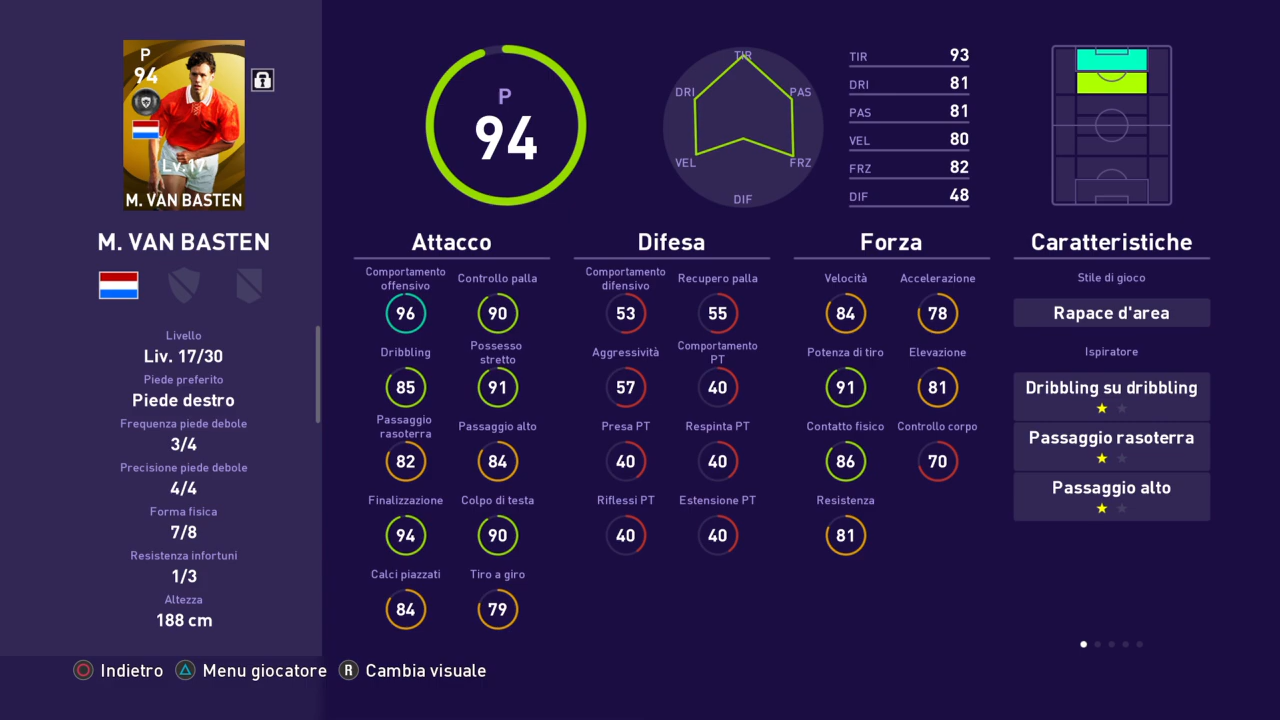 P
94
Lv.17
M. VAN BASTEN
M. VAN BASTEN
Livello
Liv. 17/30
Piede preferito
Piede destro
Frequenza piede debole
3/4
Precisione piede debole
4/4
Forma fisica
7/8
Resistenza infortuni
1/3
Altezza
188 cm
P
94
TIR
PAS
FRZ
DIF
VEL
DRI
TIR 93
DRI 81
PAS 81
VEL 80
FRZ 82
DIF 48
Attacco
Comportamento offensivo
96
Controllo palla
90
Dribbling
85
Possesso stretto
91
Passaggio rasoterra
82
Passaggio alto
84
Finalizzazione
94
Colpo di testa
90
Calci piazzati
84
Tiro a giro
79
Difesa
Comportamento difensivo
53
Recupero palla
55
Aggressività
57
Comportamento PT
40
Presa PT
40
Respinta PT
40
Riflessi PT
40
Estensione PT
40
Forza
Velocità
84
Accelerazione
78
Potenza di tiro
91
Elevazione
81
Contatto fisico
86
Controllo corpo
70
Resistenza
81
Caratteristiche
Stile di gioco
Rapace d'area
Ispiratore
Dribbling su dribbling
Passaggio rasoterra
Passaggio alto
Indietro
Menu giocatore
R Cambia visuale